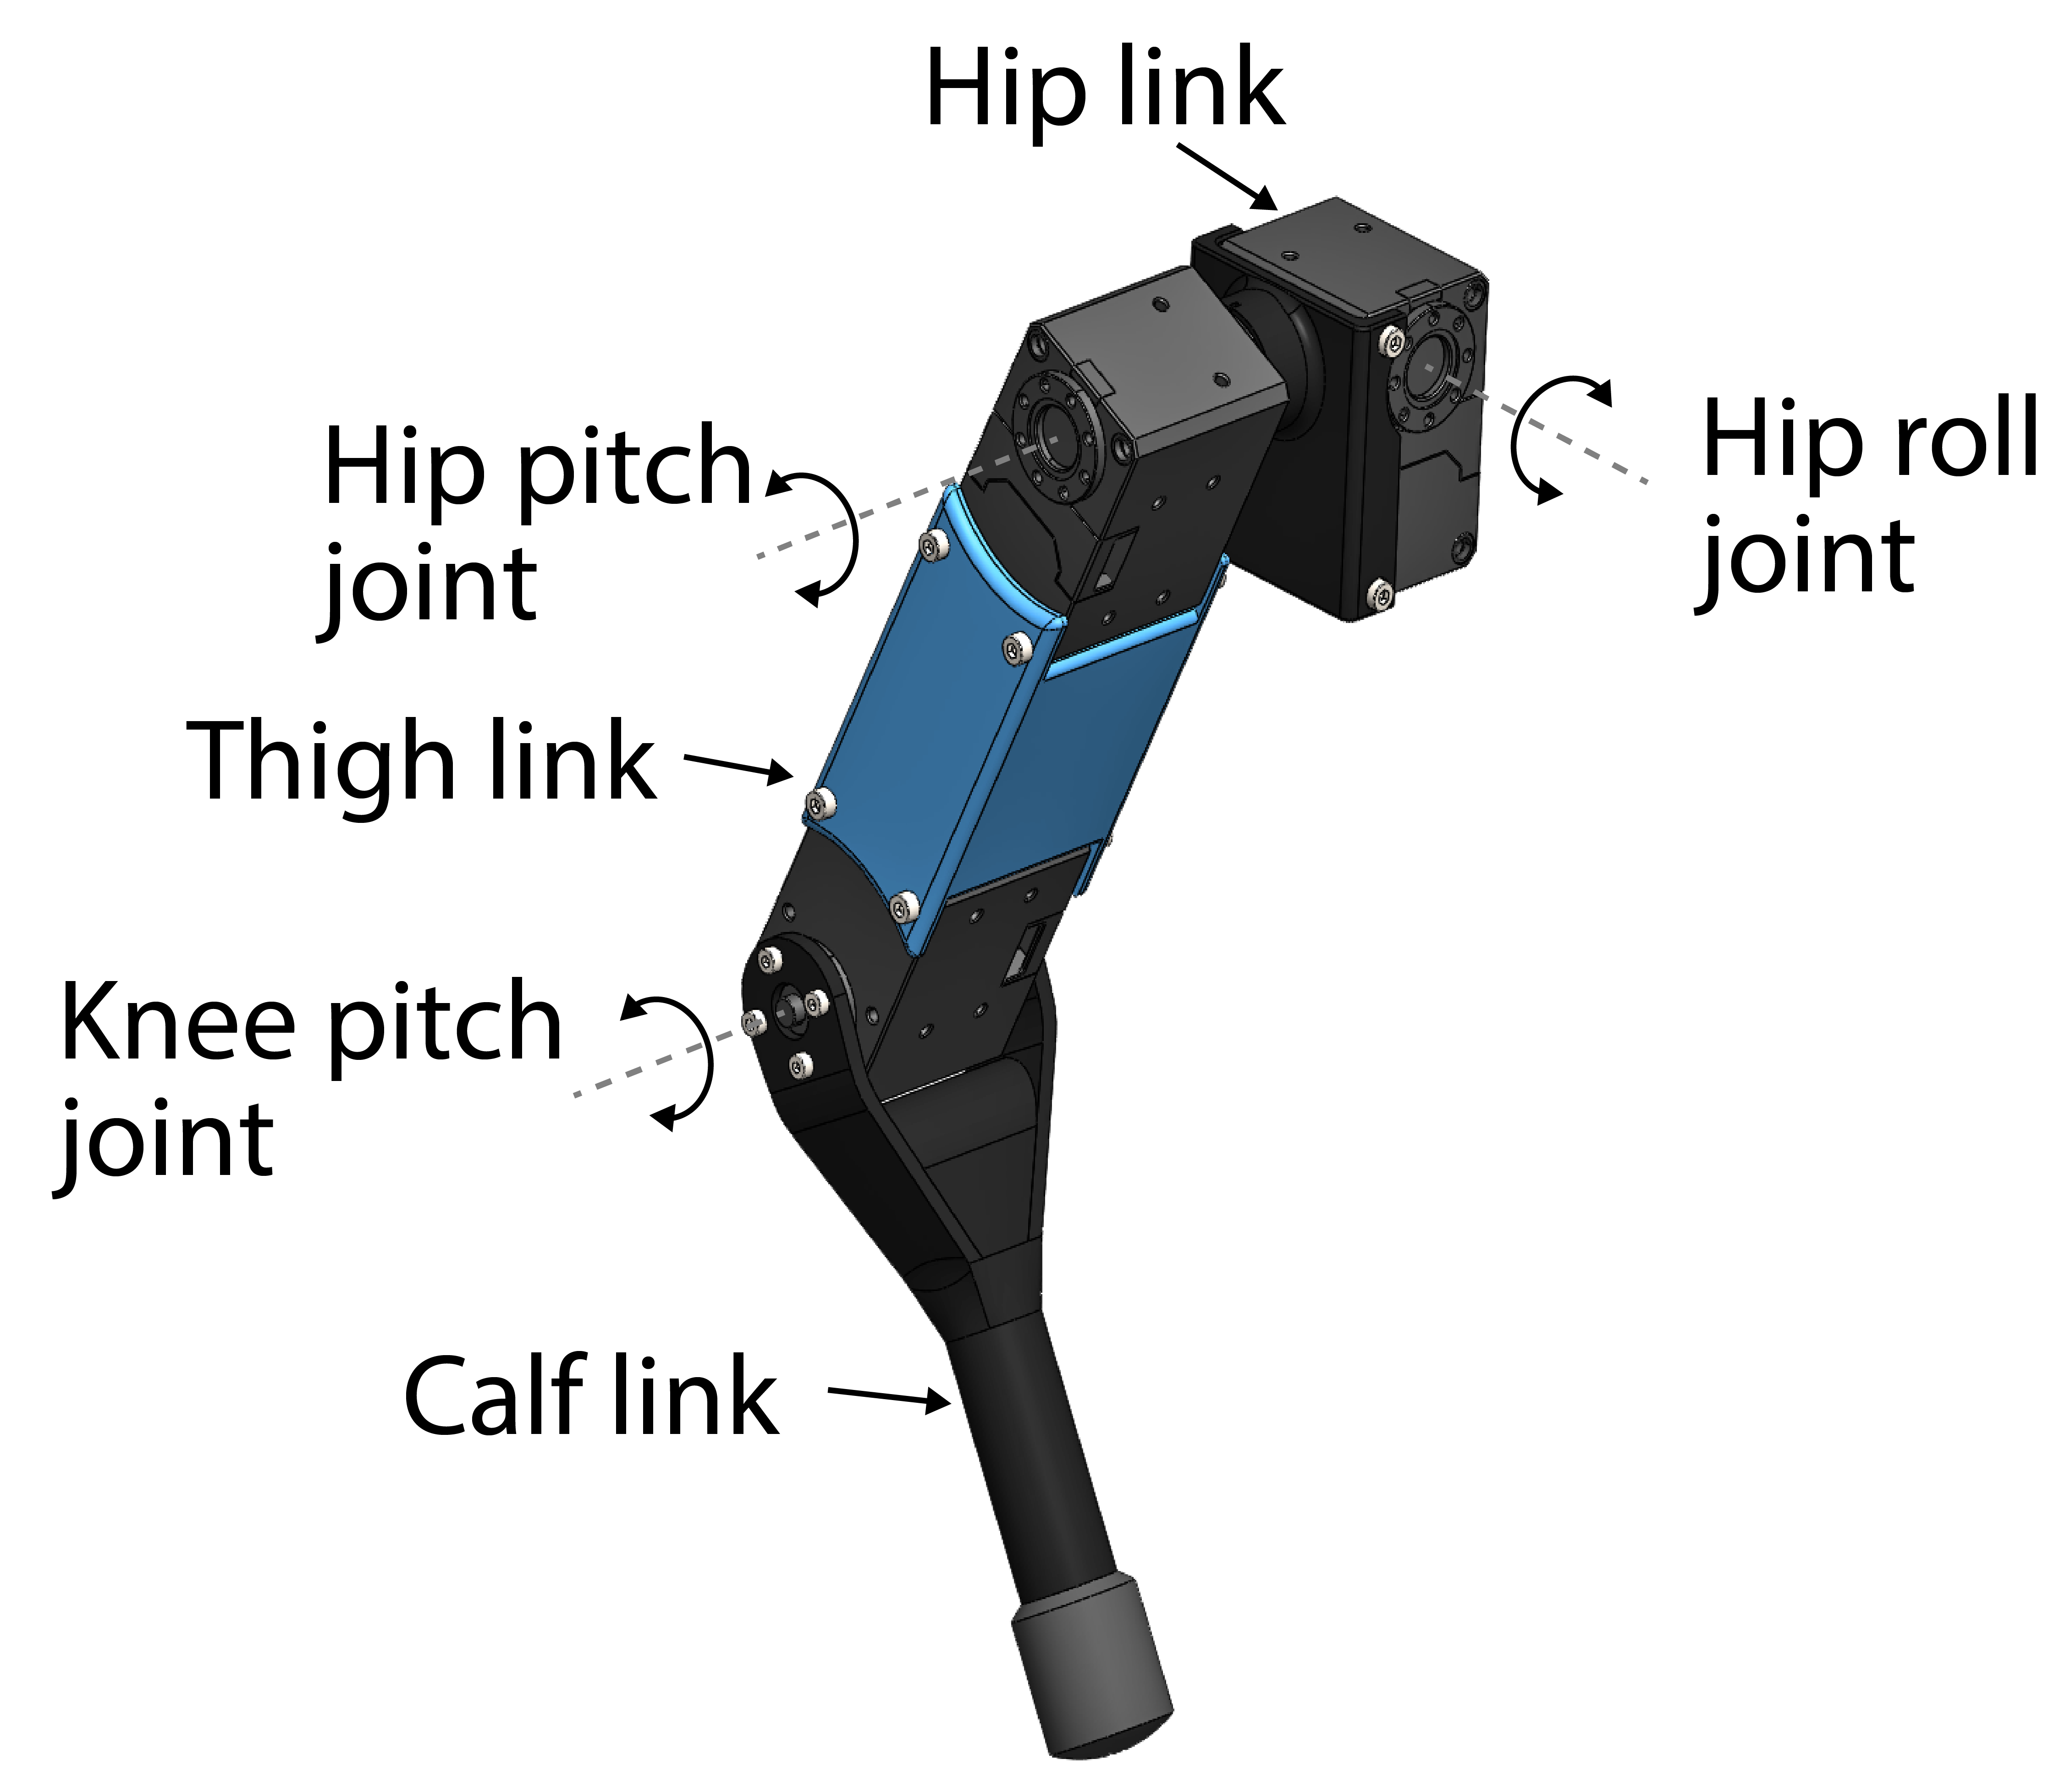 Hip link
Hip pitch
joint
Hip roll
joint
Thigh link
Knee pitch
joint
Calf link